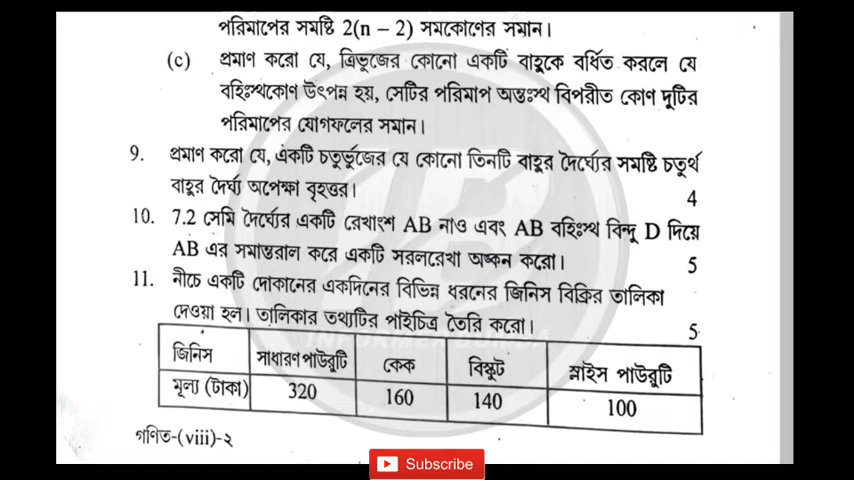 পরিমাপের সমষ্টি 2(n – 2) সমকোণের সমান।
(c) প্রমাণ করো যে, ত্রিভুজের কোনো একটি বাহুকে বর্ধিত করলে যে
বহিঃস্থকোণ উৎপন্ন হয়, সেটির পরিমাপ অন্তঃস্থ বিপরীত কোণ দুটির
পরিমাপের যোগফলের সমান।
9. প্রমাণ করো যে, একটি চতুর্ভুজের যে কোনো তিনটি বাহুর দৈর্ঘ্যের সমষ্টি চতুর্থ
বাহুর দৈর্ঘ্য অপেক্ষা বৃহত্তর। 4
10. 7.2 সেমি দৈর্ঘ্যের একটি রেখাংশ AB নাও এবং AB বহিঃস্থ বিন্দু D দিয়ে
AB এর সমান্তরাল করে একটি সরলরেখা অঙ্কন করো। 5
11. নীচে একটি দোকানের একদিনের বিভিন্ন ধরনের জিনিস বিক্রির তালিকা
দেওয়া হল। তালিকার তথ্যটির পাইচিত্র তৈরি করো। 5
জিনিস সাধারণ পাউরুটি কেক বিস্কুট স্লাইস পাউরুটি
মূল্য (টাকা) 320 160 140 100
গণিত-(viii)-২
Subscribe